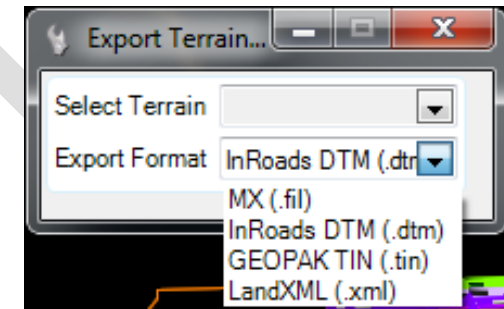 Export Terrain...
Select Terrain
Export Format InRoads DTM (.dtr
MX (.fil)
InRoads DTM (.dtm)
GEOPAK TIN (.tin)
LandXML (.xml)